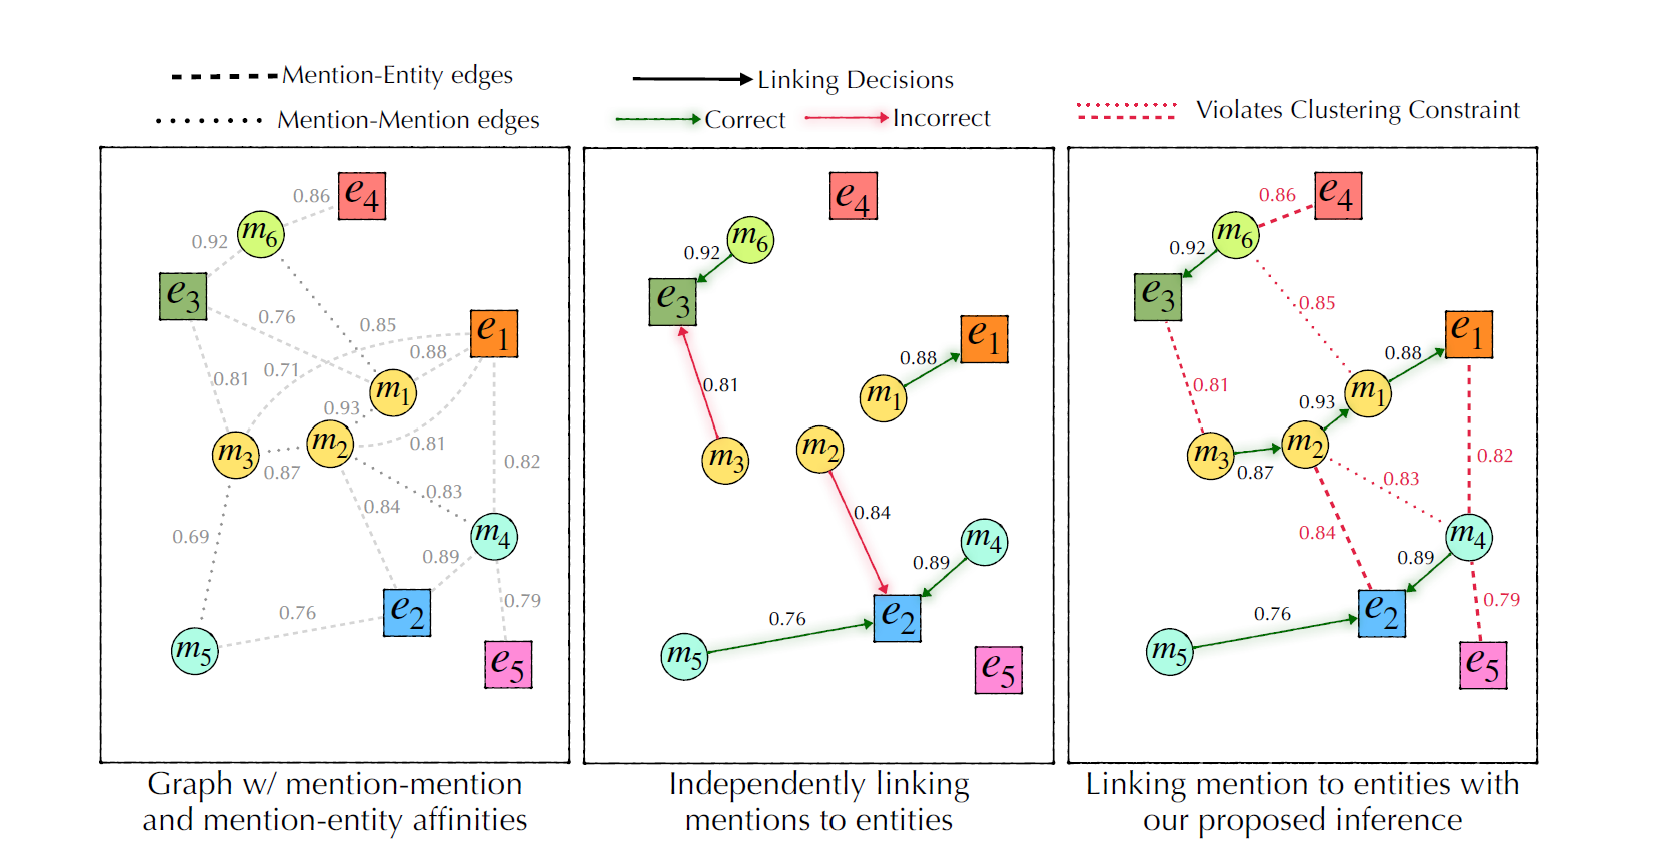 Mention-Entity edges
Mention-Mention edges
Linking Decisions
Correct
Incorrect
Violates Clustering Constraint
e4
0.86
m6
0.92
e3
0.76
0.85
e1
0.88
0.81
0.71
m1
0.93
m2
m3
0.87
0.81
0.82
0.83
0.84
0.69
m4
0.89
e2
0.79
0.76
m5
e5
Graph w/ mention-mention
and mention-entity affinities
e4
m6
0.92
e3
e1
0.88
0.81
m1
m2
m3
0.84
m4
0.89
e2
0.76
m5
e5
Independently linking
mentions to entities
0.86
e4
m6
0.92
e3
0.85
e1
0.88
0.81
m1
0.93
m2
m3
0.87
0.82
0.83
0.84
m4
0.89
0.79
e2
0.76
m5
e5
Linking mention to entities with
our proposed inference